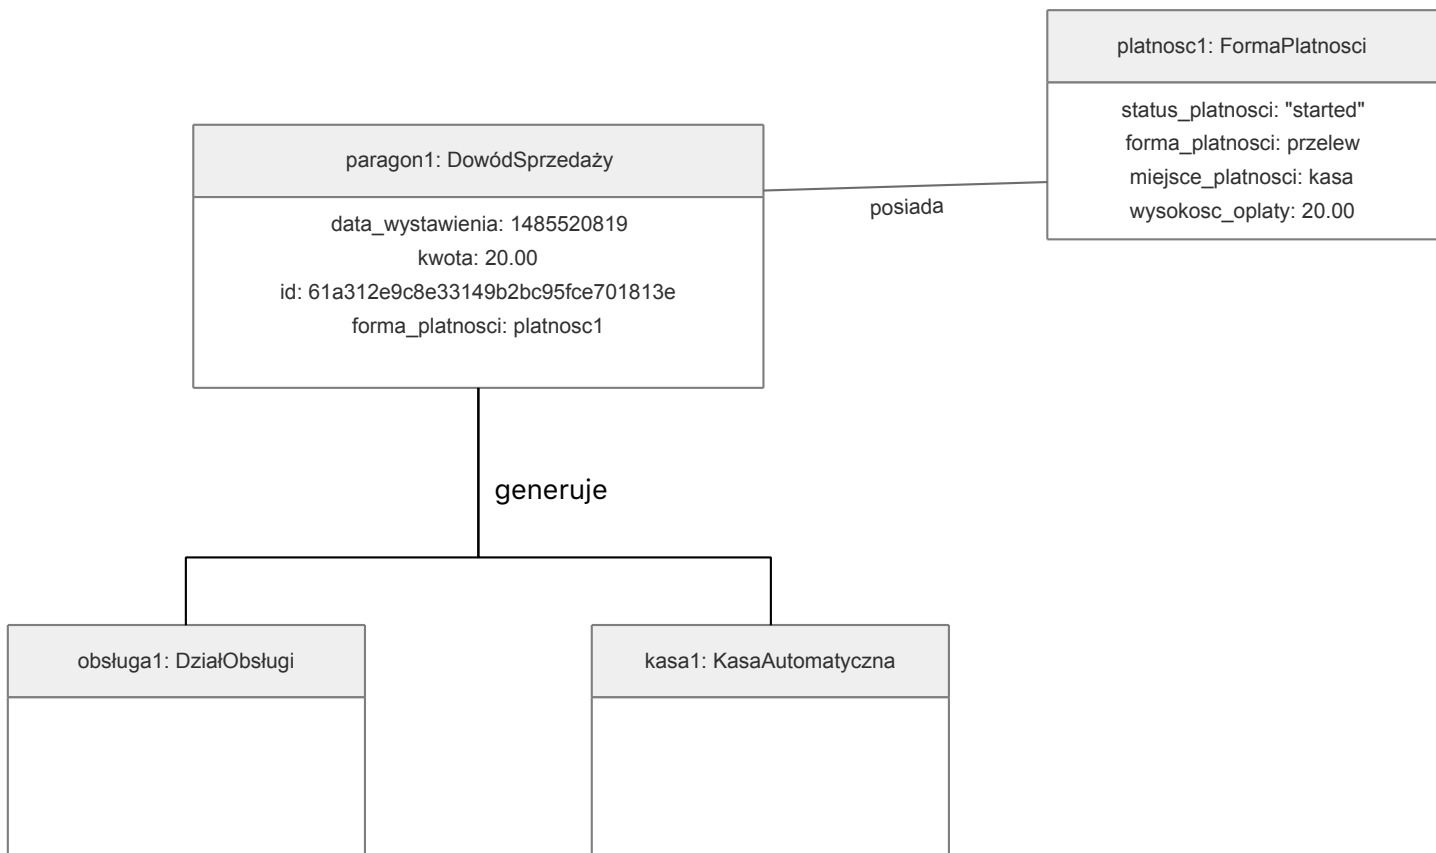 platnosc1: FormaPlatnosci
status_platnosci: "started"
forma_platnosci: przelew
miejsce_platnosci: kasa
wysokosc_oplaty: 20.00
paragon1: DowódSprzedaży
data_wystawienia: 1485520819
kwota: 20.00
id: 61a312e9c8e33149b2bc95fce701813e
forma_platnosci: platnosc1
posiada
generuje
obsługa1: DziałObsługi
kasa1: KasaAutomatyczna